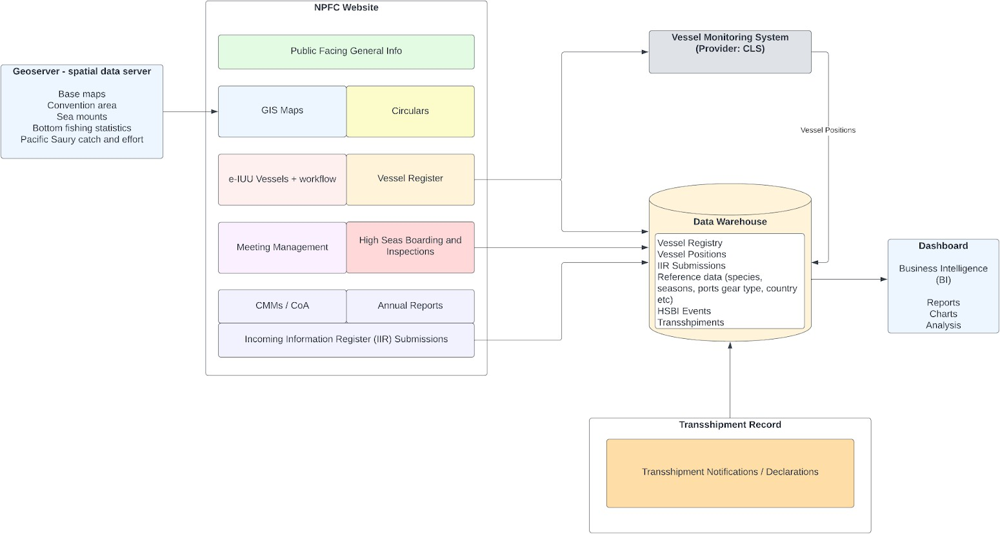 NPFC Website
Public Facing General Info
Geoserver - spatial data server
Base maps
Convention area
Sea mounts
Bottom fishing statistics
Pacific Saury catch and effort
GIS Maps
Circulars
e-IUU Vessels + workflow
Vessel Register
Meeting Management
High Seas Boarding and
Inspections
CMMs / CoA
Annual Reports
Incoming Information Register (IIR) Submissions
Vessel Monitoring System
(Provider: CLS)
Vessel Positions
Data Warehouse
Vessel Registry
Vessel Positions
IIR Submissions
Reference data (species,
seasons, ports gear type, country
etc)
HSBI Events
Transshpiments
Dashboard
Business Intelligence
(BI)
Reports
Charts
Analysis
Transshipment Record
Transshipment Notifications / Declarations